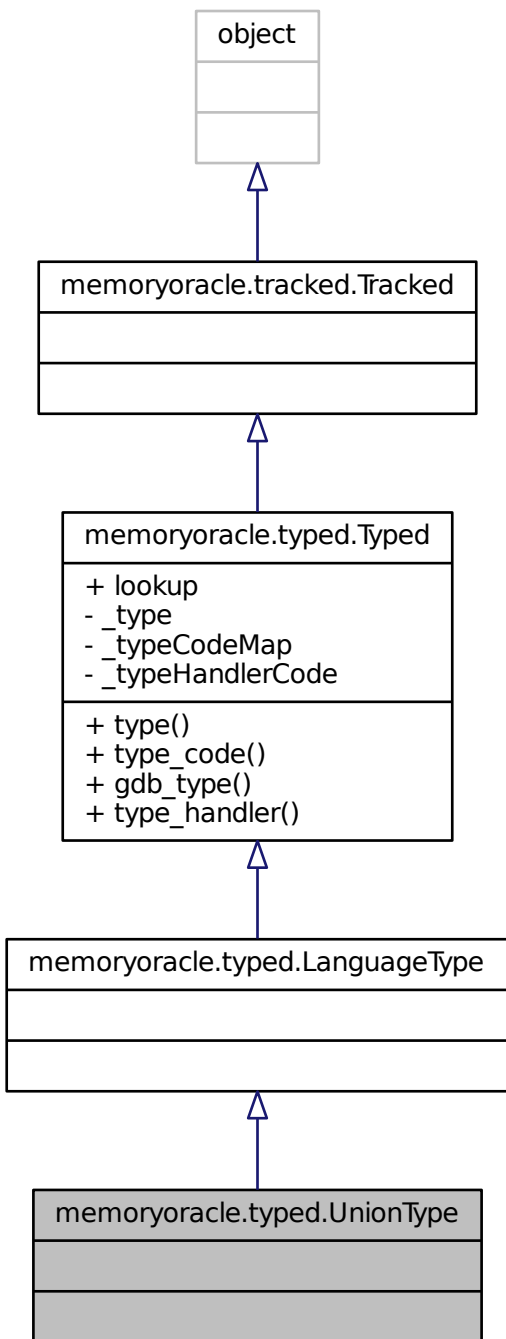 object
memoryoracle.tracked.Tracked
memoryoracle.typed.Typed
+ lookup
- _type
- _typeCodeMap
- _typeHandlerCode
+ type()
+ type_code()
+ gdb_type()
+ type_handler()
memoryoracle.typed.LanguageType
memoryoracle.typed.UnionType